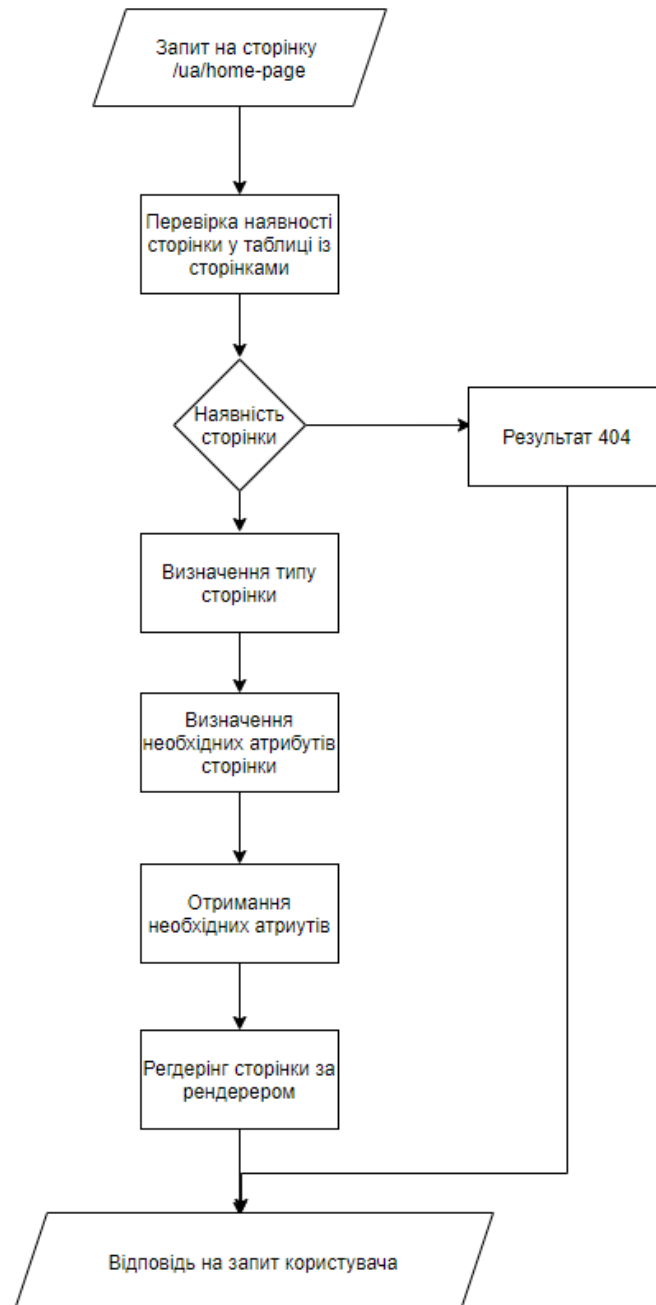 Запит на сторінку
/ua/home-page
Перевірка наявності
сторінки у таблиці із
сторінками
Наявність
сторінки
Результат 404
Визначення типу
сторінки
Визначення
необхідних атрибутів
сторінки
Отримання
необхідних атриутів
Регдерінг сторінки за
рендерером
Відповідь на запит користувача